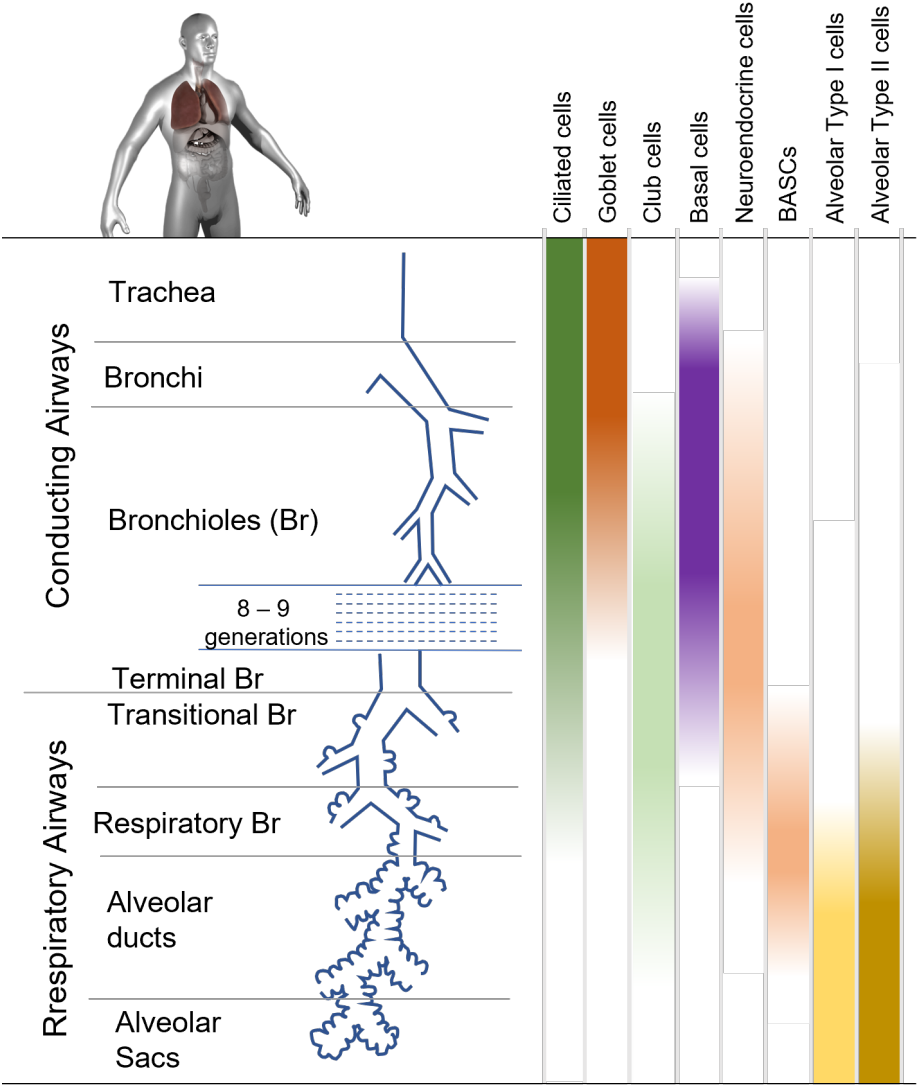 Ciliated cells
Goblet cells
Club cells
Basal cells
Neuroendocrine cells
BASCs
Alveolar Type I cells
Alveolar Type II cells
Conducting Airways
Trachea
Bronchi
Bronchioles (Br)
8 – 9
generations
Terminal Br
Rrespiratory Airways
Transitional Br
Respiratory Br
Alveolar
ducts
Alveolar
Sacs